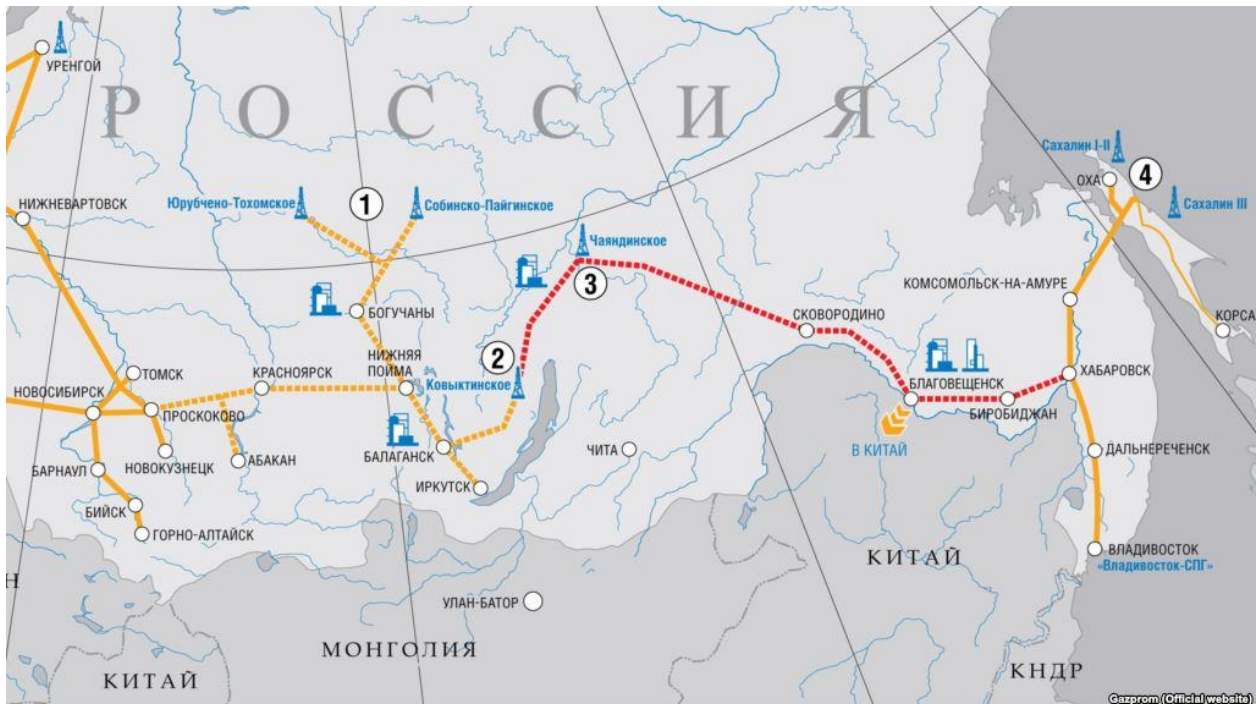 УРЕНГОЙ
РОССИЯ
Сахалин I-II
ОХА
4
Сахалин III
НИЖНЕВАРТОВСК
Юрубчено-Тохомское
1
Собинско-Пайгинское
Чаяндинское
3
БОГУЧАНЫ
КОМСОМОЛЬСК-НА-АМУРЕ
СКОВОРОДИНО
КОРСА
ТОМСК
КРАСНОЯРСК
НИЖНЯЯ
ПОЙМА
2
Ковыктинское
БЛАГОВЕЩЕНСК
ХАБАРОВСК
НОВОСИБИРСК
ПРОСКОКОВО
БИРОБИДЖАН
БАРНАУЛ
НОВОКУЗНЕЦК
АБАКАН
БАЛАГАНСК
ЧИТА
В КИТАЙ
ДАЛЬНЕРЕЧЕНСК
ИРКУТСК
БИЙСК
ГОРНО-АЛТАЙСК
КИТАЙ
ВЛАДИВОСТОК
«Владивосток-СПГ»
Н
УЛАН-БАТОР
МОНГОЛИЯ
КИТАЙ
КНДР
Gazprom (Official website)